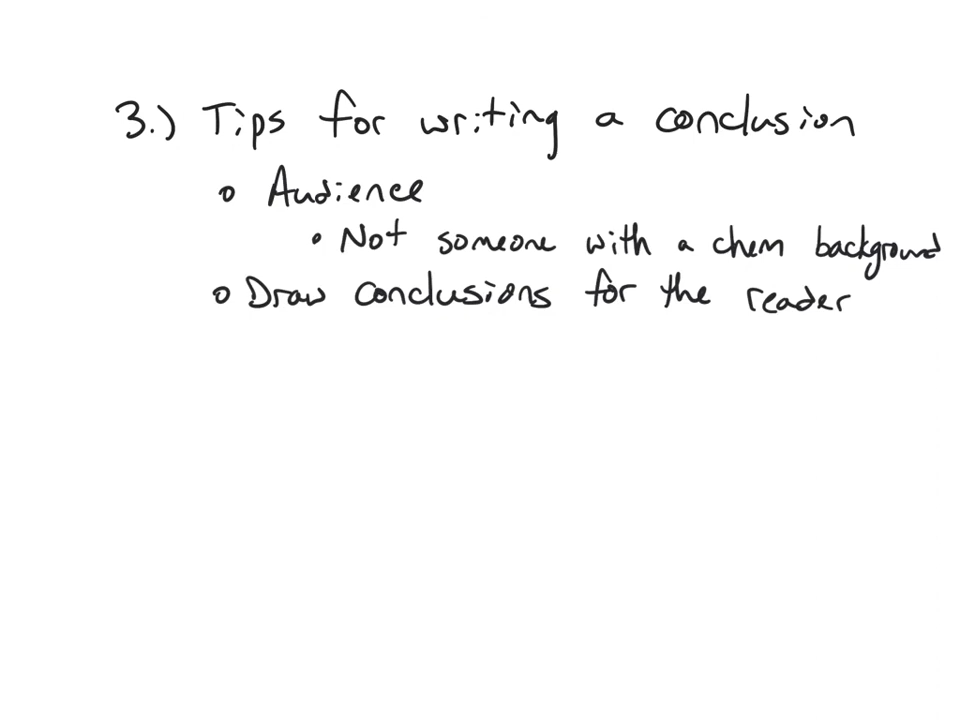 3.) Tips for writing a conclusion
o Audience
• Not someone with a chem background
o Draw conclusions for the reader